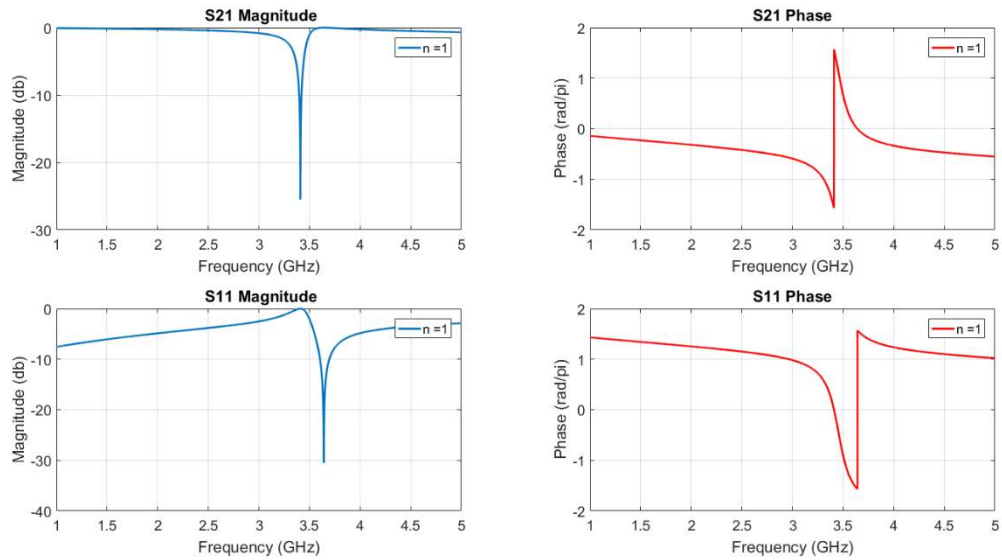 S21 Magnitude
n =1
Magnitude (db)
0
-10
-20
-30
1 1.5 2 2.5 3 3.5 4 4.5 5
Frequency (GHz)
S21 Phase
n =1
Phase (rad/pi)
2
1
0
-1
-2
1 1.5 2 2.5 3 3.5 4 4.5 5
Frequency (GHz)
S11 Magnitude
n =1
Magnitude (db)
0
-10
-20
-30
-40
1 1.5 2 2.5 3 3.5 4 4.5 5
Frequency (GHz)
S11 Phase
n =1
Phase (rad/pi)
2
1
0
-1
-2
1 1.5 2 2.5 3 3.5 4 4.5 5
Frequency (GHz)